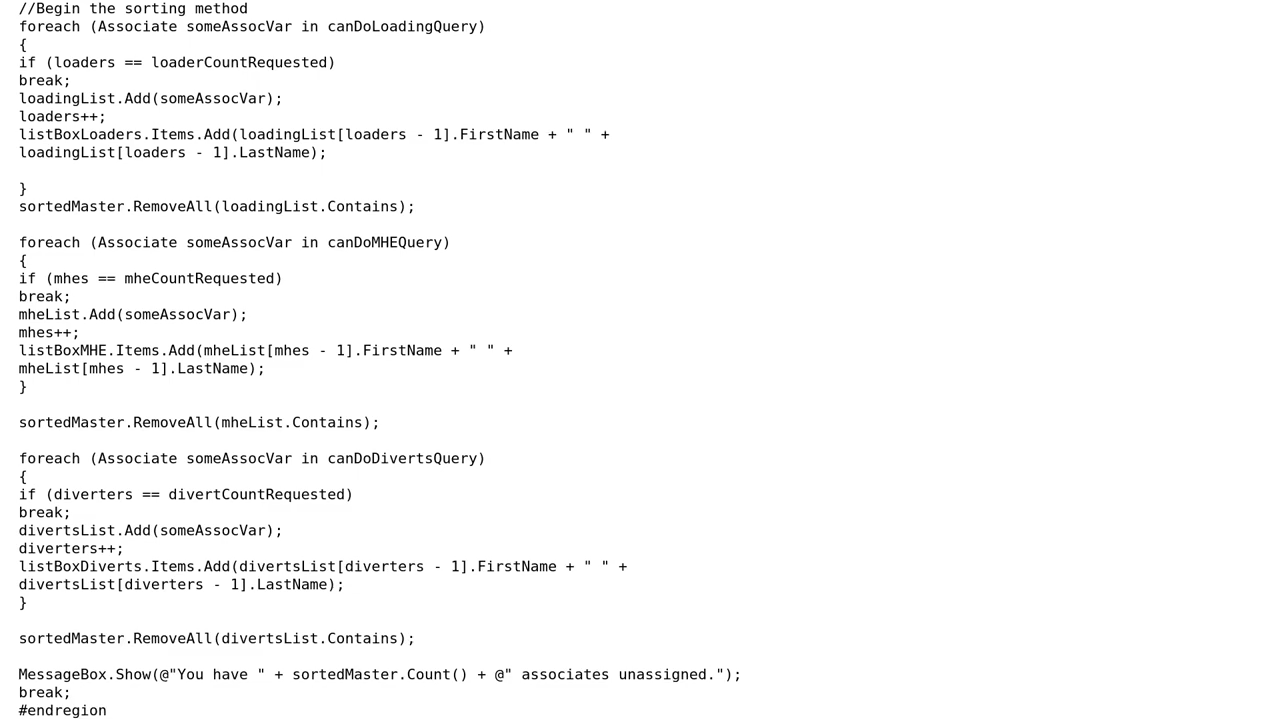 //Begin the sorting method
foreach (Associate someAssocVar in canDoLoadingQuery)
{
if (loaders == loaderCountRequested)
break;
loadingList.Add(someAssocVar);
loaders++;
listBoxLoaders.Items.Add(loadingList[loaders - 1].FirstName + " " +
loadingList[loaders - 1].LastName);
}
sortedMaster.RemoveAll(loadingList.Contains);
foreach (Associate someAssocVar in canDoMHEQuery)
{
if (mhes == mheCountRequested)
break;
mheList.Add(someAssocVar);
mhes++;
listBoxMHE.Items.Add(mheList[mhes - 1].FirstName + " " +
mheList[mhes - 1].LastName);
}
sortedMaster.RemoveAll(mheList.Contains);
foreach (Associate someAssocVar in canDoDivertsQuery)
{
if (diverters == divertCountRequested)
break;
divertsList.Add(someAssocVar);
diverters++;
listBoxDiverts.Items.Add(divertsList[diverters - 1].FirstName + " " +
divertsList[diverters - 1].LastName);
}
sortedMaster.RemoveAll(divertsList.Contains);
MessageBox.Show(@"You have " + sortedMaster.Count() + @" associates unassigned.");
break;
#endregion